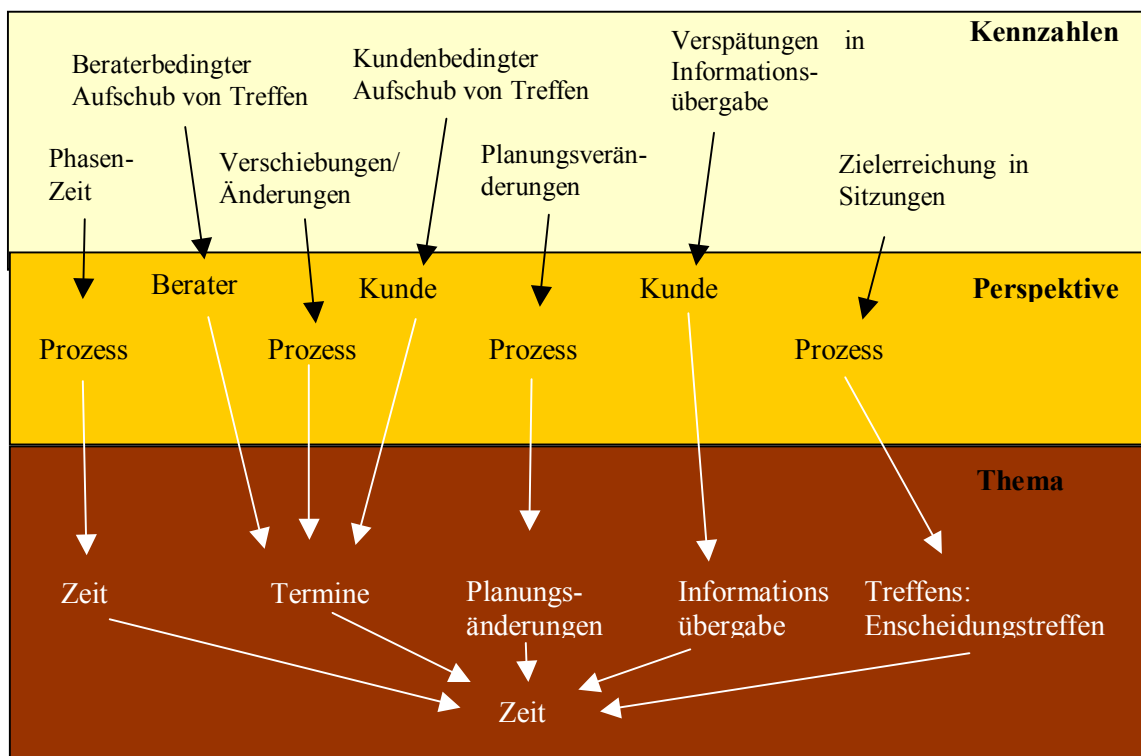 Kennzahlen
Beraterbedingter
Aufschub von Treffen
Kundenbedingter
Aufschub von Treffen
Verspätungen in
Informations-
übergabe
Phasen-
Zeit
Verschiebungen/
Änderungen
Planungsverän-
derungen
Zielerreichung in
Sitzungen
Berater
Kunde
Kunde
Perspektive
Prozess
Prozess
Prozess
Prozess
Thema
Zeit
Termine
Planungs-
änderungen
Informations
übergabe
Treffens:
Enscheidungstreffen
Zeit